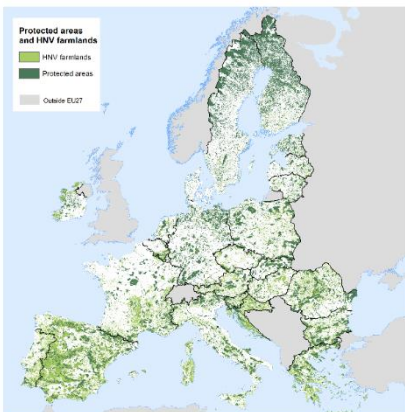 Protected areas
and HNV farmlands
HNV farmlands
Protected areas
Outside EU27